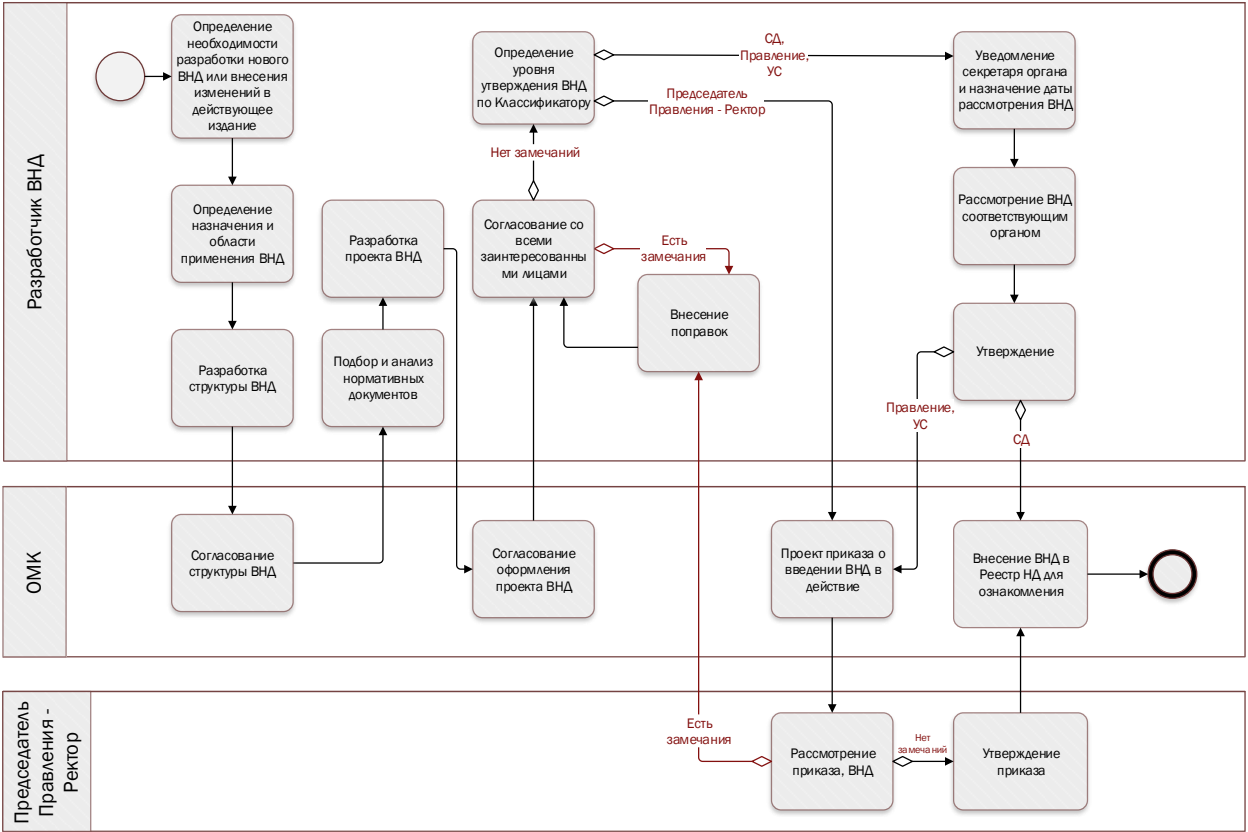 Разработчик ВНД
Определение
необходимости
разработки нового
ВНД или внесения
изменений в
действующее
издание
Определение
назначения и
области
применения ВНД
Разработка
структуры ВНД
Разработка
проекта ВНД
Подбор и анализ
нормативных
документов
Определение
уровня
утверждения ВНД
по Классификатору
СД,
Правление,
УС
Председатель
Правления - Ректор
Нет замечаний
Согласование со
всеми
заинтересованны
ми лицами
Есть
замечания
Внесение
поправок
Уведомление
секретаря органа
и назначение даты
рассмотрения ВНД
Рассмотрение ВНД
соответствующим
органом
Утверждение
Правление,
УС
СД
ОМК
Согласование
структуры ВНД
Согласование
оформления
проекта ВНД
Проект приказа о
введении ВНД в
действие
Внесение ВНД в
Реестр НД для
ознакомления
Председатель
Правления -
Ректор
Есть
замечания
Рассмотрение
приказа, ВНД
Нет
замечаний
Утверждение
приказа